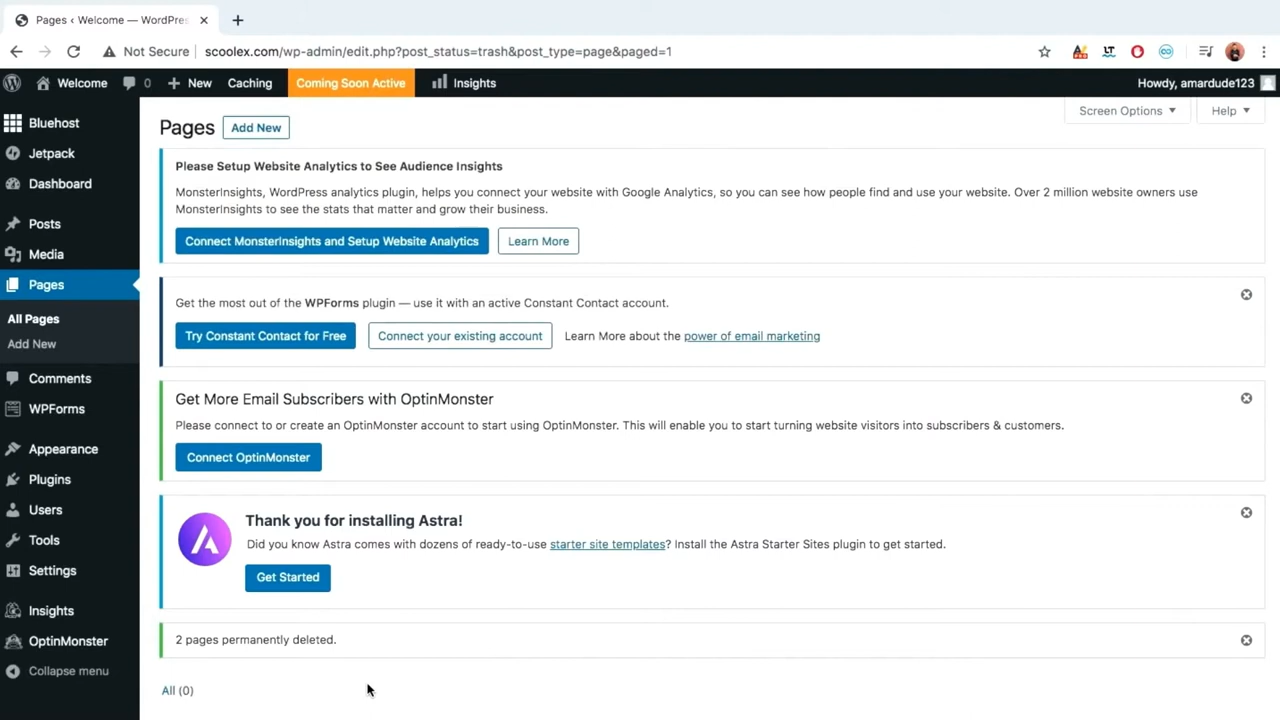 Pages ‹ Welcome — WordPre
Not Secure scoolex.com/wp-admin/edit.php?post_status=trash&post_type=page&paged=1
Welcome 0 New Caching Coming Soon Active Insights Howdy, amardude123
Bluehost
Jetpack
Dashboard
Posts
Media
Pages
All Pages
Add New
Comments
WPForms
Appearance
Plugins
Users
Tools
Settings
Insights
OptinMonster
Collapse menu
Screen Options Help
Pages Add New
Please Setup Website Analytics to See Audience Insights
MonsterInsights, WordPress analytics plugin, helps you connect your website with Google Analytics, so you can see how people find and use your website. Over 2 million website owners use
MonsterInsights to see the stats that matter and grow their business.
Connect MonsterInsights and Setup Website Analytics Learn More
Get the most out of the WPForms plugin — use it with an active Constant Contact account.
Try Constant Contact for Free Connect your existing account Learn More about the power of email marketing
Get More Email Subscribers with OptinMonster
Please connect to or create an OptinMonster account to start using OptinMonster. This will enable you to start turning website visitors into subscribers & customers.
Connect OptinMonster
Thank you for installing Astra!
Did you know Astra comes with dozens of ready-to-use starter site templates? Install the Astra Starter Sites plugin to get started.
Get Started
2 pages permanently deleted.
All (0)